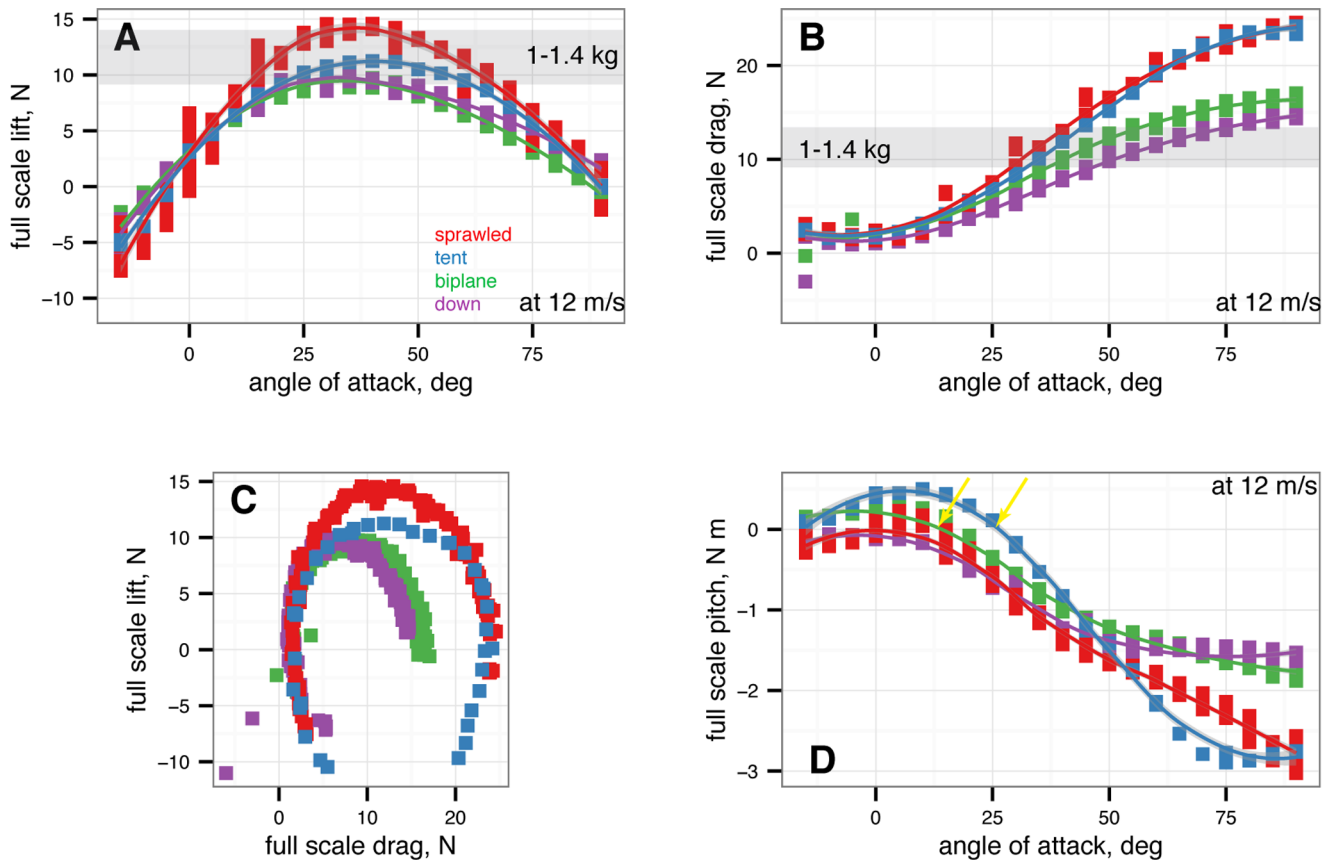 A
15
10
5
0
−5
−10
full scale lift, N
1-1.4 kg
sprawled
tent
biplane
down
at 12 m/s
0
25
50
75
angle of attack, deg
B
20
10
0
full scale drag, N
1-1.4 kg
at 12 m/s
0
25
50
75
angle of attack, deg
C
15
10
5
0
−5
−10
full scale lift, N
0
10
20
full scale drag, N
at 12 m/s
0
−1
−2
−3
full scale pitch, N m
D
0
25
50
75
angle of attack, deg